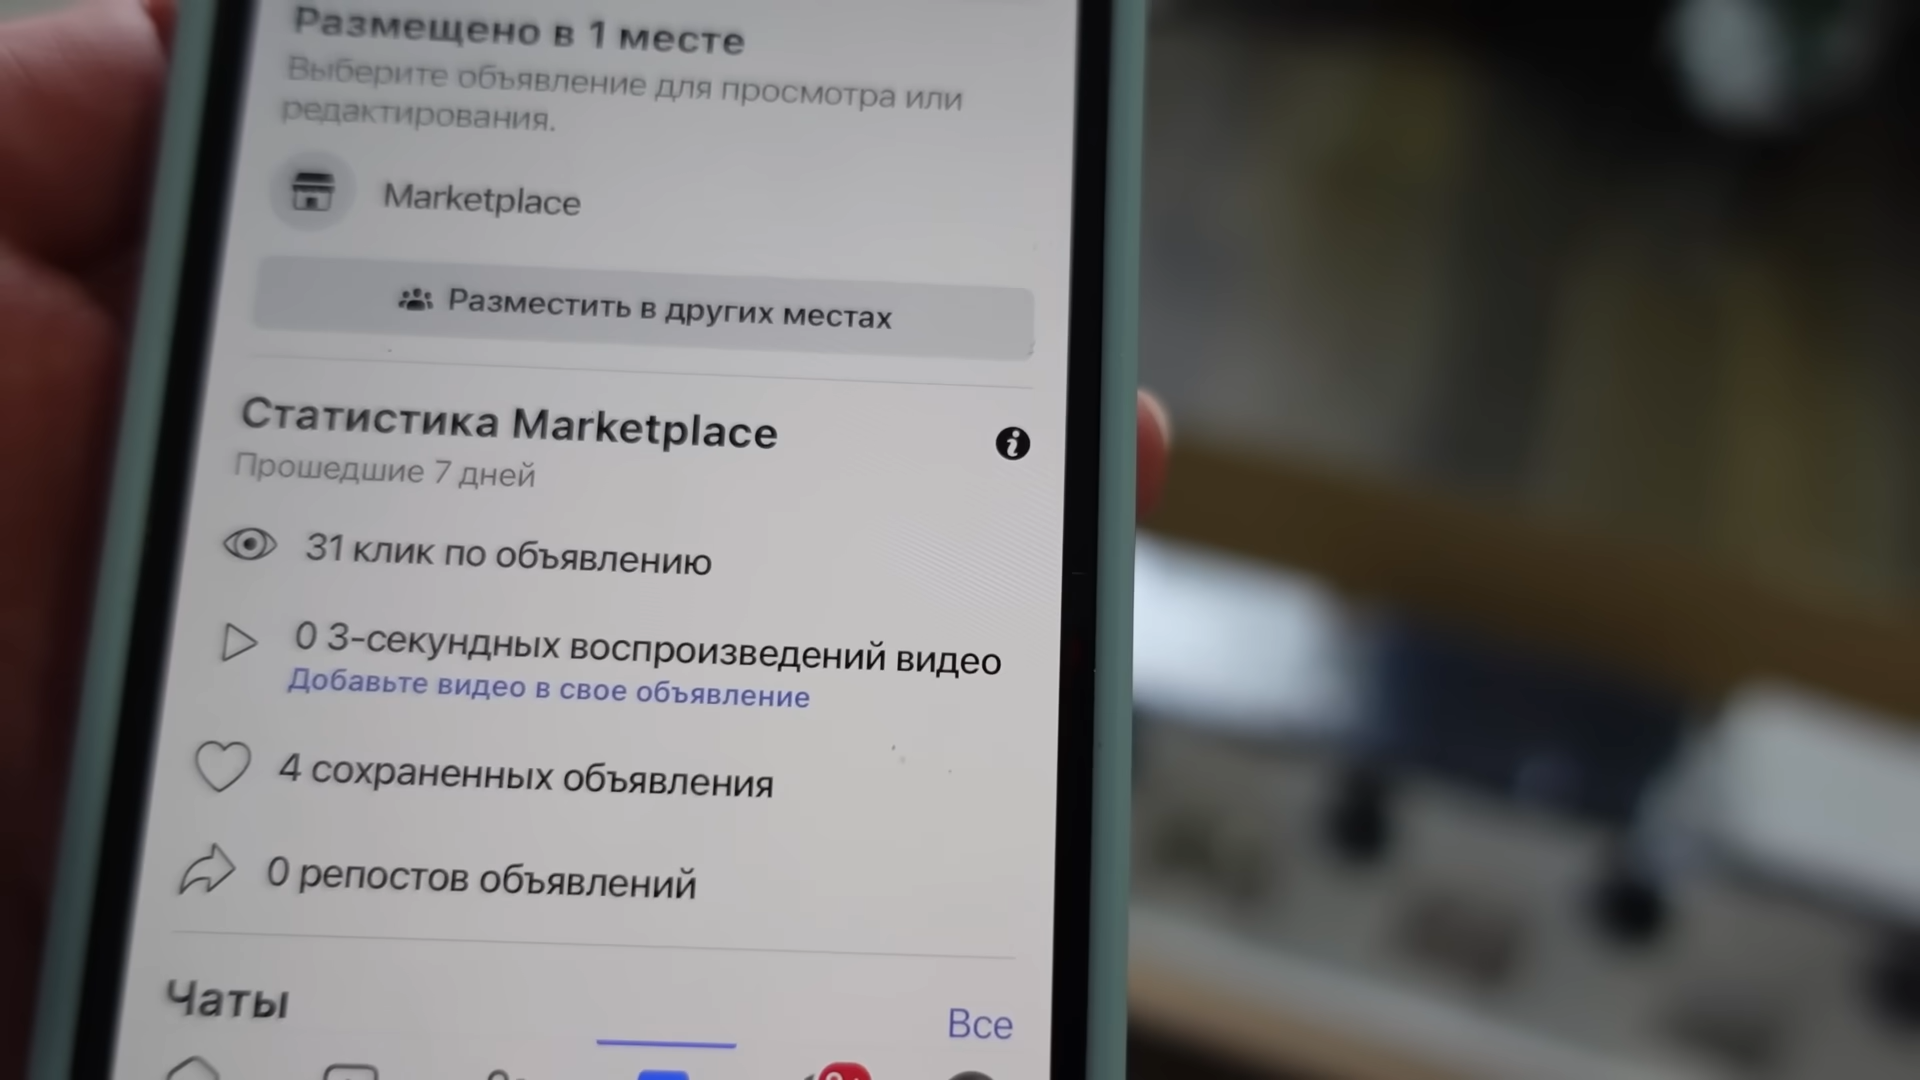 Размещено в 1 месте
Выберите объявление для просмотра или
редактирования.
Marketplace
Разместить в других местах
Статистика Marketplace
Прошедшие 7 дней
31 клик по объявлению
0 3-секундных воспроизведений видео
Добавьте видео в свое объявление
4 сохраненных объявления
0 репостов объявлений
Чаты
Все